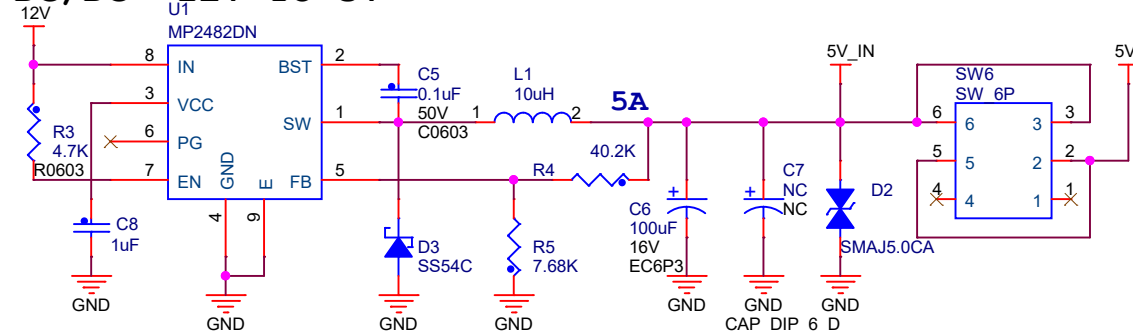 12V
U1
MP2482DN
8
IN
BST
2
3
VCC
SW
1
6
PG
7
EN
GND
E
FB
5
4
9
R3
4.7K
R0603
C8
1uF
GND
GND
C5
0.1uF
50V
C0603
D3
SS54C
GND
1
L1
10uH
2
5A
R4
40.2K
R5
7.68K
GND
C6
100uF
16V
EC6P3
GND
C7
NC
NC
GND
CAP_DIP_6_D
5V_IN
D2
SMAJ5.0CA
GND
SW6
SW_6P
6
6
3
3
5
5
2
2
4
4
1
1
5V